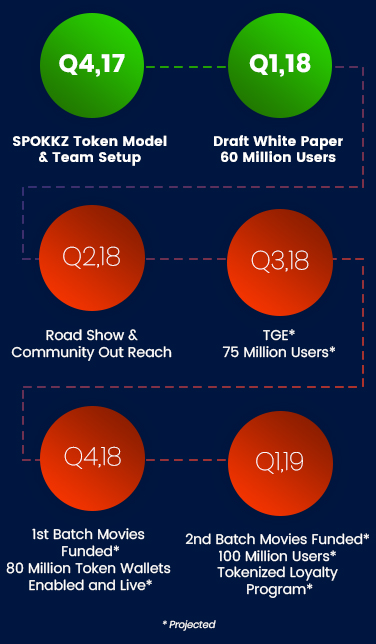 Q4,17
Q1,18
SPOKKZ Token Model
& Team Setup
Draft White Paper
60 Million Users
Q2,18
Q3,18
Road Show &
Community Out Reach
TGE*
75 Million Users*
Q4,18
Q1,19
1st Batch Movies
Funded*
80 Million Token Wallets
Enabled and Live*
2nd Batch Movies Funded*
100 Million Users*
Tokenized Loyalty
Program*
* Projected